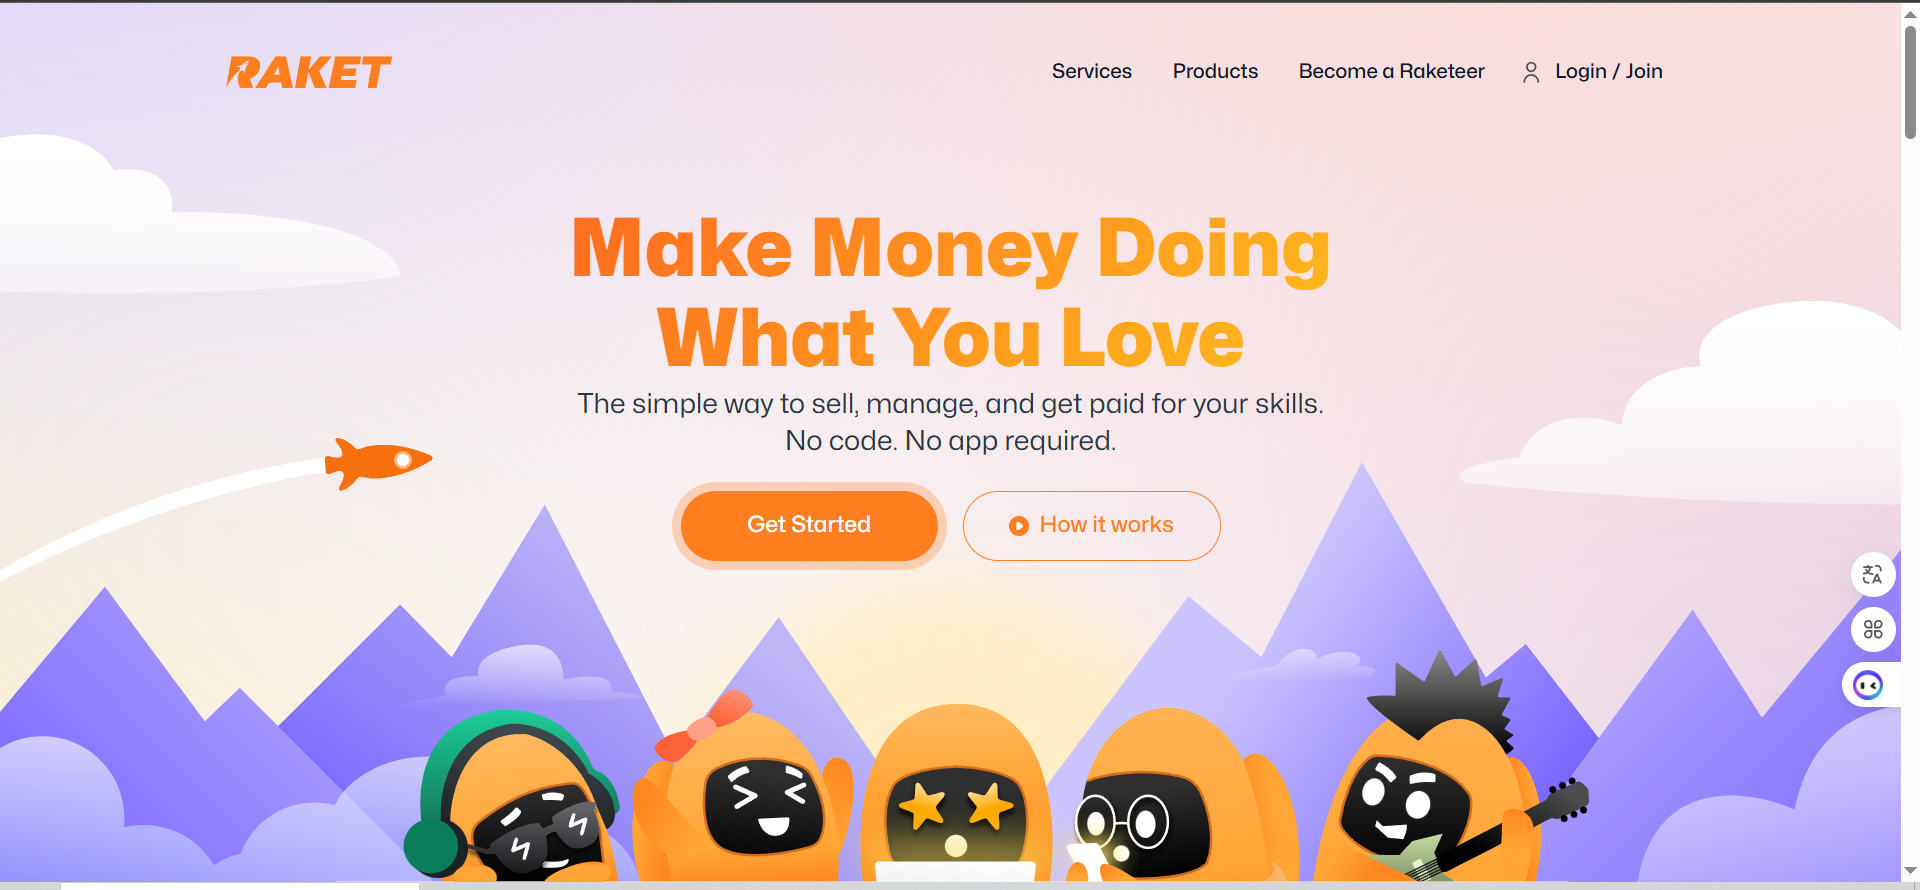 RAKET
Services
Products
Become a Raketeer
Login / Join
Make Money Doing
What You Love
The simple way to sell, manage, and get paid for your skills.
No code. No app required.
Get Started
How it works